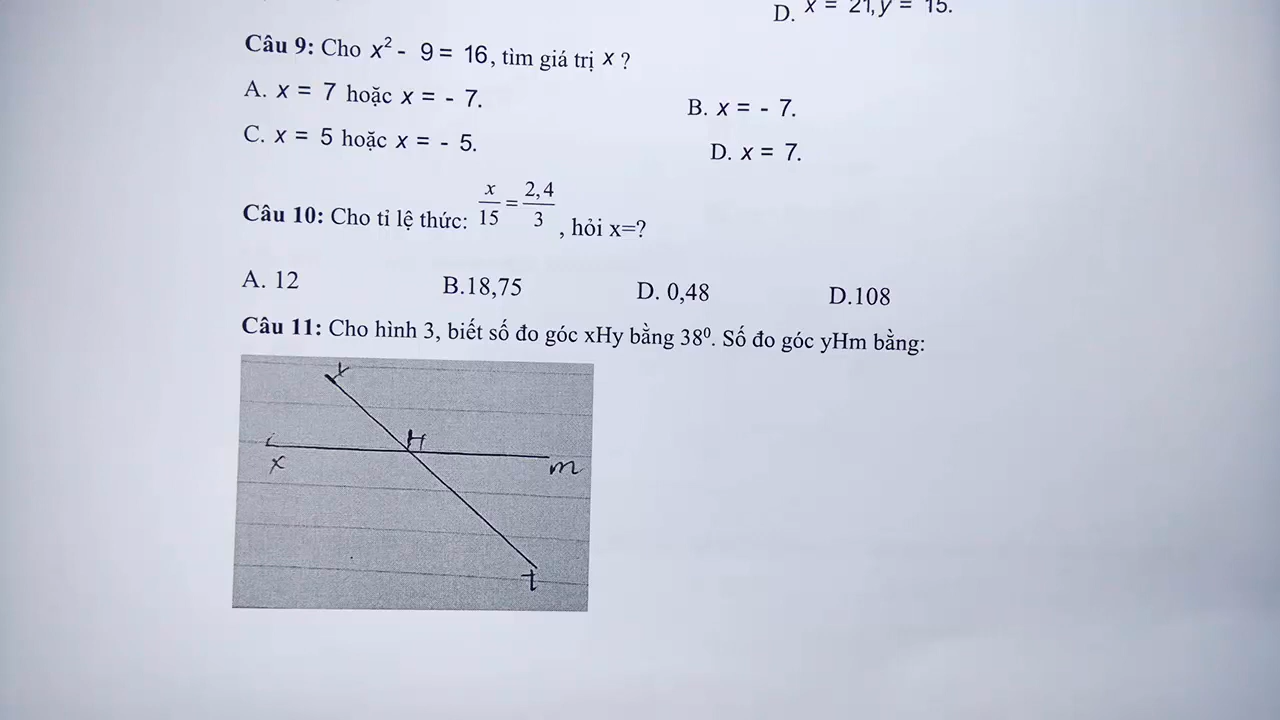 D. x = 21, y = 15.
Câu 9: Cho x² - 9 = 16, tìm giá trị x ?
A. x = 7 hoặc x = - 7.
B. x = - 7.
C. x = 5 hoặc x = - 5.
D. x = 7.
Câu 10: Cho tỉ lệ thức: x/15 = 2,4/3 , hỏi x=?
A. 12 B.18,75 D. 0,48 D.108
Câu 11: Cho hình 3, biết số đo góc xHy bằng 38⁰. Số đo góc yHm bằng:
y
H
x
m
t